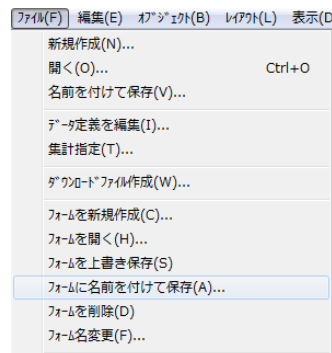 ﾌｧｲﾙ(F) 編集(E) ｵﾌﾞｼﾞｪｸﾄ(B) ﾚｲｱｳﾄ(L) 表示(D
新規作成(N)...
開く(O)... Ctrl+O
名前を付けて保存(V)...
ﾃﾞｰﾀ定義を編集(I)...
集計指定(T)...
ﾀﾞｳﾝﾛｰﾄﾞﾌｧｲﾙ作成(W)...
ﾌｫｰﾑを新規作成(C)...
ﾌｫｰﾑを開く(H)...
ﾌｫｰﾑを上書き保存(S)
ﾌｫｰﾑに名前を付けて保存(A)...
ﾌｫｰﾑを削除(D)
ﾌｫｰﾑ名変更(F)...